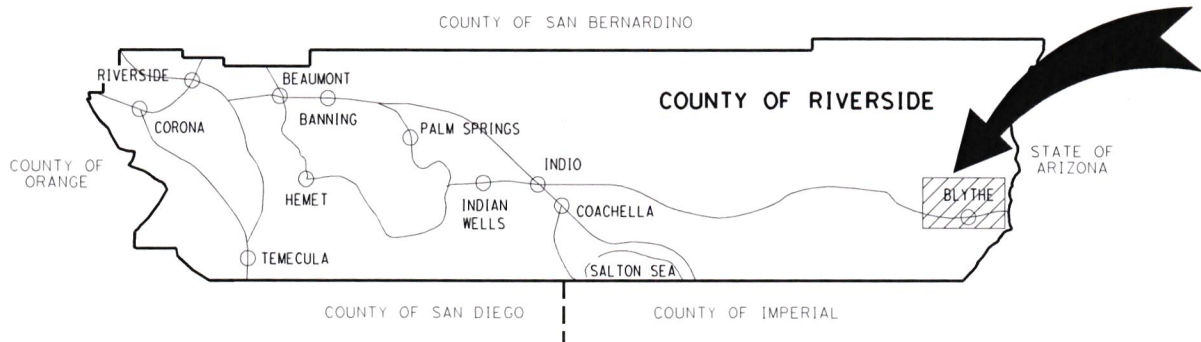 COUNTY OF SAN BERNARDINO
RIVERSIDE
BEAUMONT
COUNTY OF RIVERSIDE
CORONA
BANNING
PALM SPRINGS
STATE OF
ARIZONA
COUNTY OF
ORANGE
INDIO
HEMET
INDIAN
WELLS
COACHELLA
BLYTHE
TEMECULA
(SALTON SEA
COUNTY OF SAN DIEGO
COUNTY OF IMPERIAL